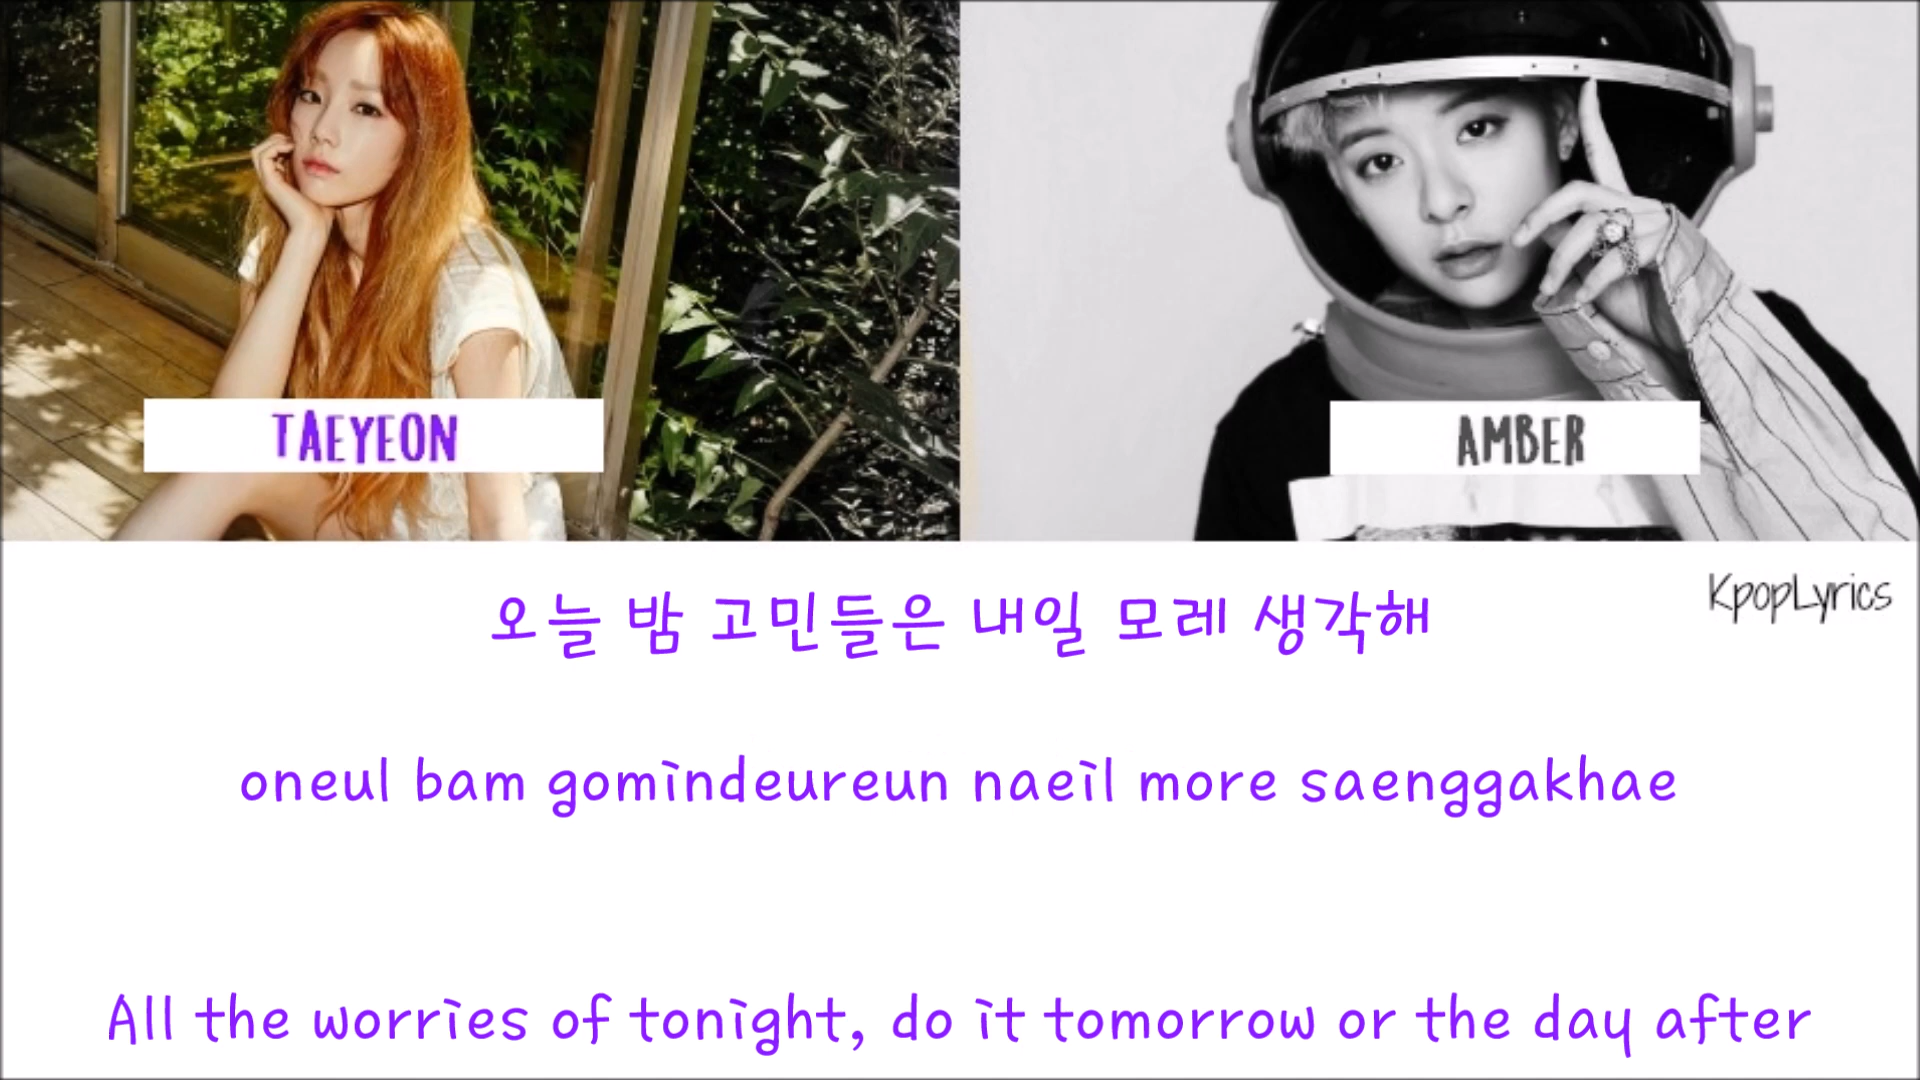 TAEYEON
AMBER
KpopLyrics
오늘 밤 고민들은 내일 모레 생각해
oneul bam gomindeureun naeil more saenggakhae
All the worries of tonight, do it tomorrow or the day after